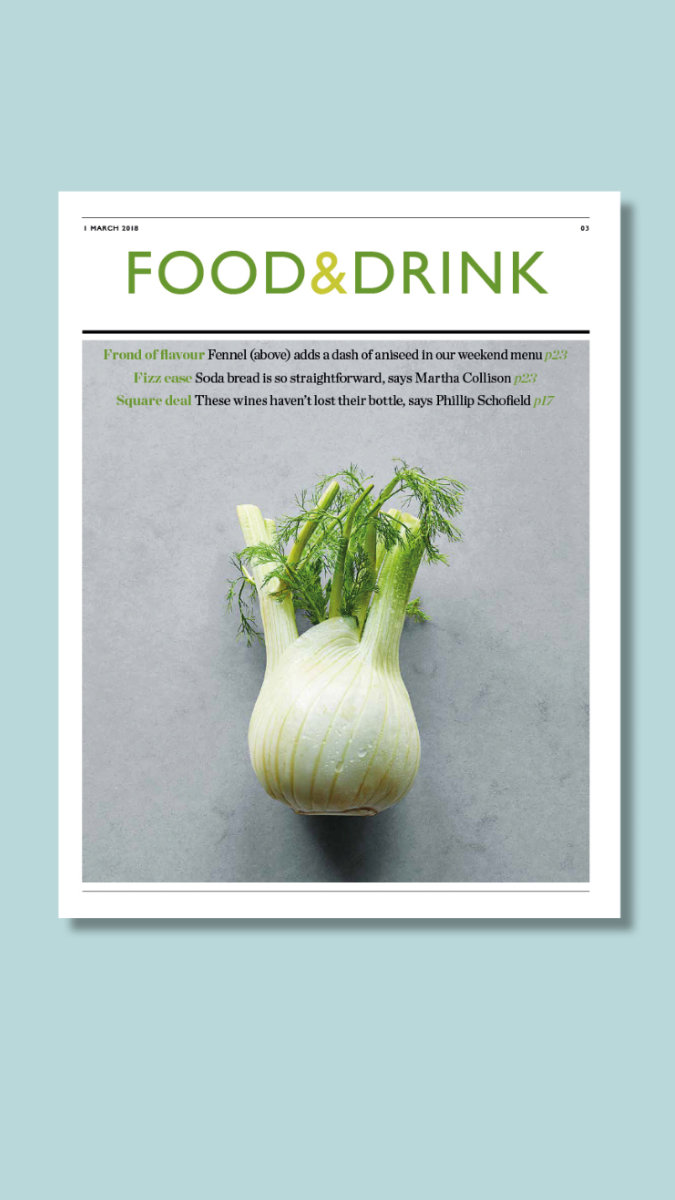 1 MARCH 2018
03
FOOD&DRINK
Frond of flavour Fennel (above) adds a dash of aniseed in our weekend menu p23
Fizz ease Soda bread is so straightforward, says Martha Collison p23
Square deal These wines haven't lost their bottle, says Phillip Schofield p17